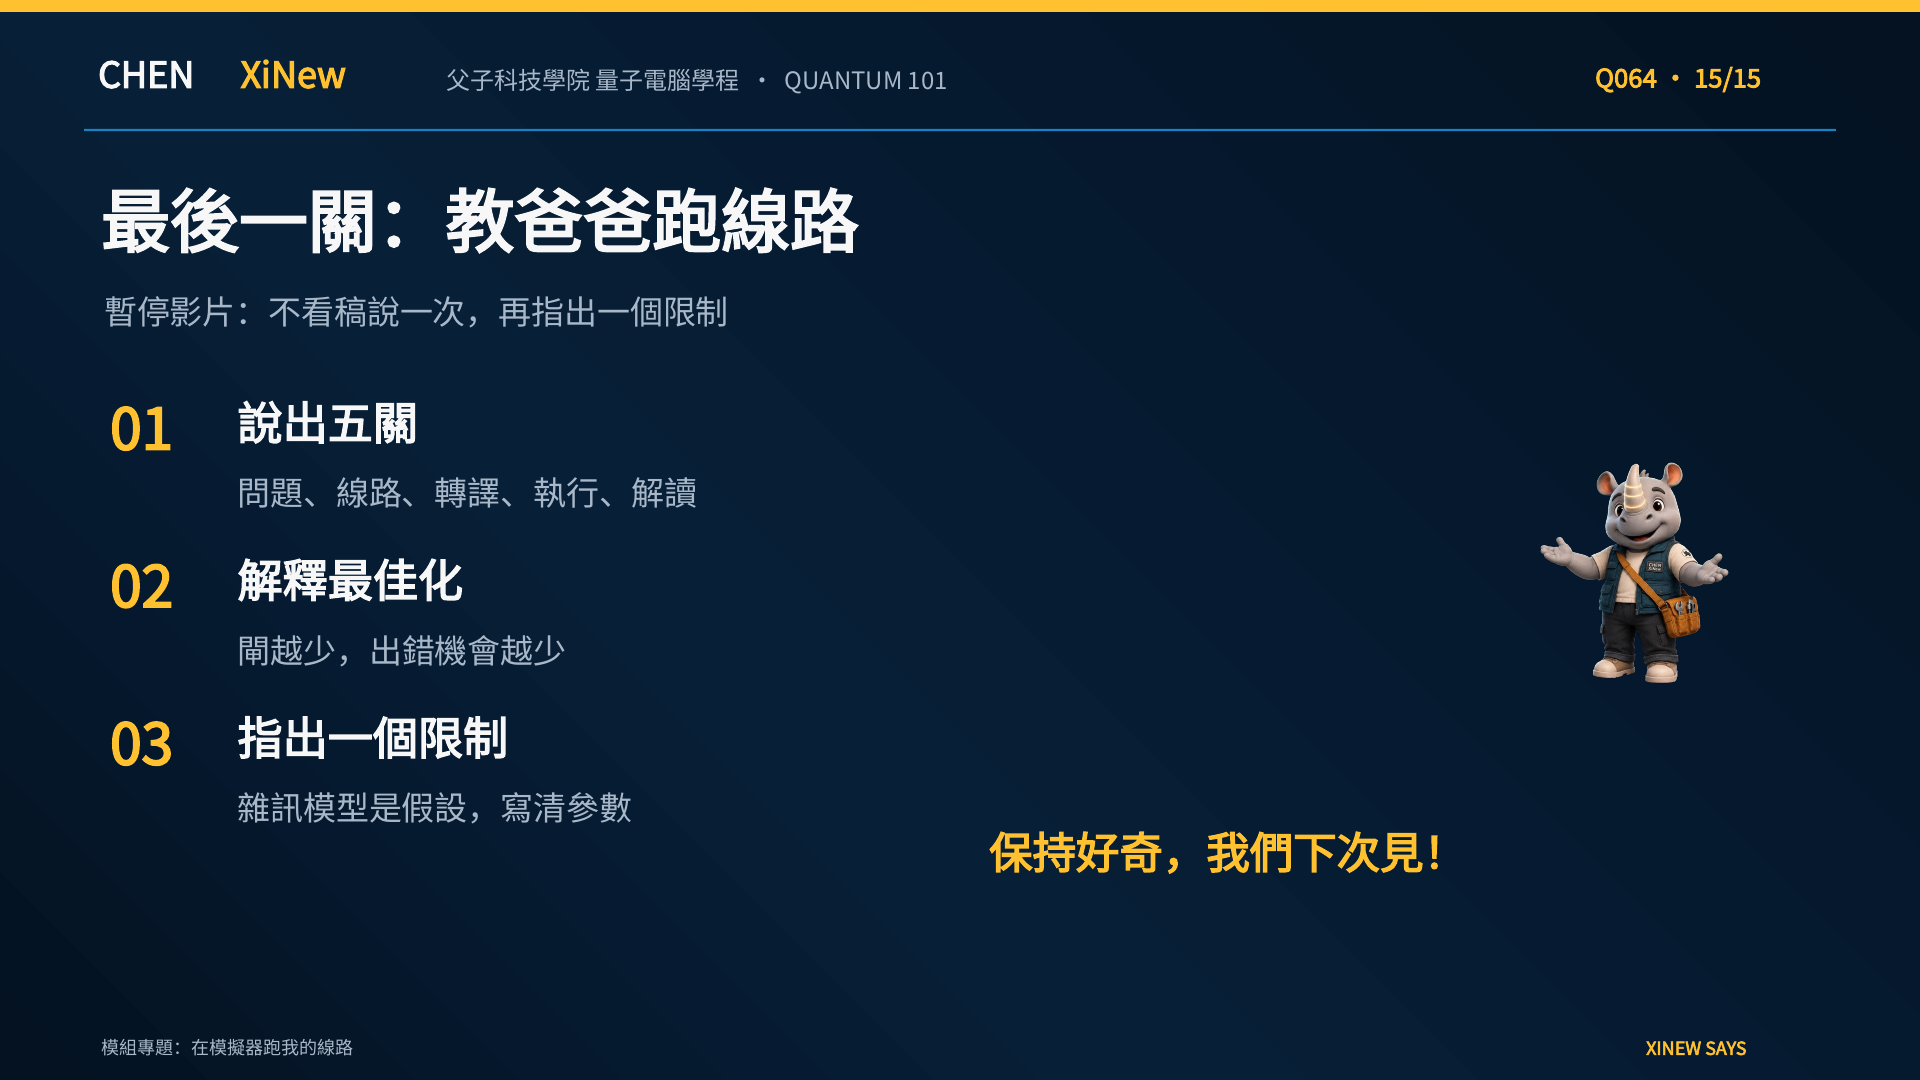 CHEN XiNew 父子科技學院 量子電腦學程 • QUANTUM 101 Q064 • 15/15
最後一關：教爸爸跑線路
暫停影片：不看稿說一次，再指出一個限制
01 說出五關
問題、線路、轉譯、執行、解讀
02 解釋最佳化
閘越少，出錯機會越少
03 指出一個限制
雜訊模型是假設，寫清參數
保持好奇，我們下次見！
模組專題：在模擬器跑我的線路
XINEW SAYS